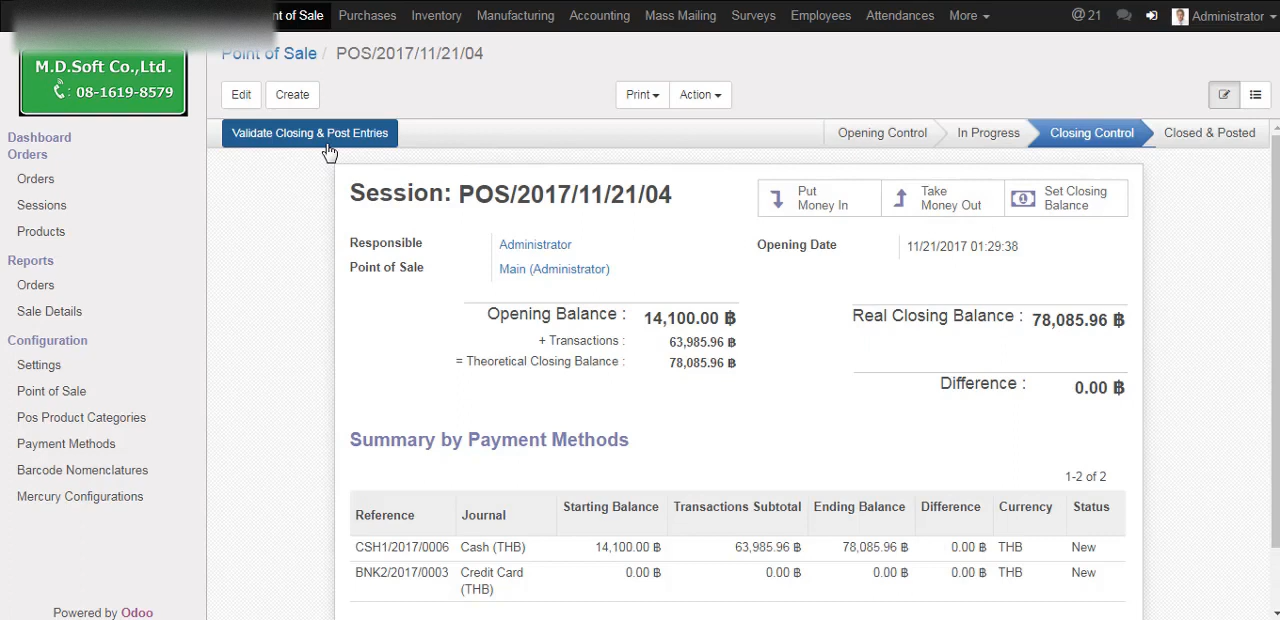 nt of Sale Purchases Inventory Manufacturing Accounting Mass Mailing Surveys Employees Attendances More @ 21 Administrator
M.D.Soft Co.,Ltd.
: 08-1619-8579
Point of Sale / POS/2017/11/21/04
Edit Create Print Action
Validate Closing & Post Entries Opening Control In Progress Closing Control Closed & Posted
Dashboard
Orders
Orders
Sessions
Products
Reports
Orders
Sale Details
Configuration
Settings
Point of Sale
Pos Product Categories
Payment Methods
Barcode Nomenclatures
Mercury Configurations
Powered by Odoo
Session: POS/2017/11/21/04
Put Money In
Take Money Out
Set Closing Balance
Responsible Administrator
Point of Sale Main (Administrator)
Opening Date 11/21/2017 01:29:38
Opening Balance : 14,100.00 ฿
+ Transactions : 63,985.96 ฿
= Theoretical Closing Balance : 78,085.96 ฿
Real Closing Balance : 78,085.96 ฿
Difference : 0.00 ฿
Summary by Payment Methods
1-2 of 2
Reference Journal Starting Balance Transactions Subtotal Ending Balance Difference Currency Status
CSH1/2017/0006 Cash (THB) 14,100.00 ฿ 63,985.96 ฿ 78,085.96 ฿ 0.00 ฿ THB New
BNK2/2017/0003 Credit Card (THB) 0.00 ฿ 0.00 ฿ 0.00 ฿ 0.00 ฿ THB New